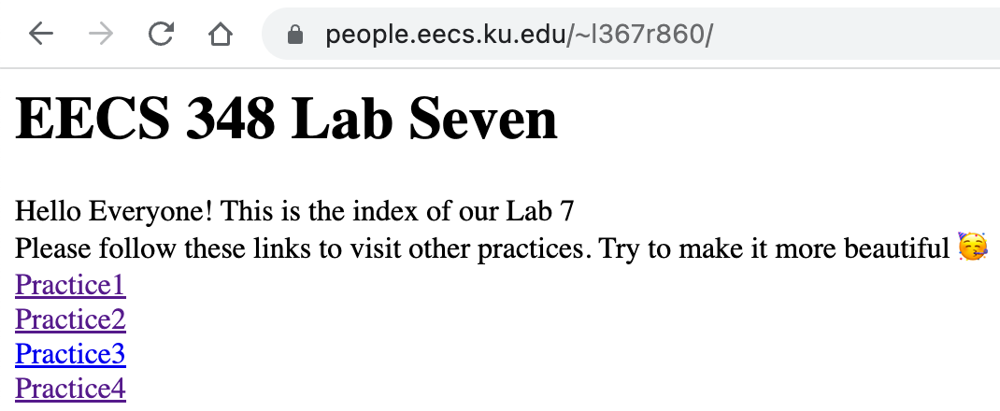 people.eecs.ku.edu/~l367r860/
EECS 348 Lab Seven
Hello Everyone! This is the index of our Lab 7
Please follow these links to visit other practices. Try to make it more beautiful 🥳
Practice1
Practice2
Practice3
Practice4